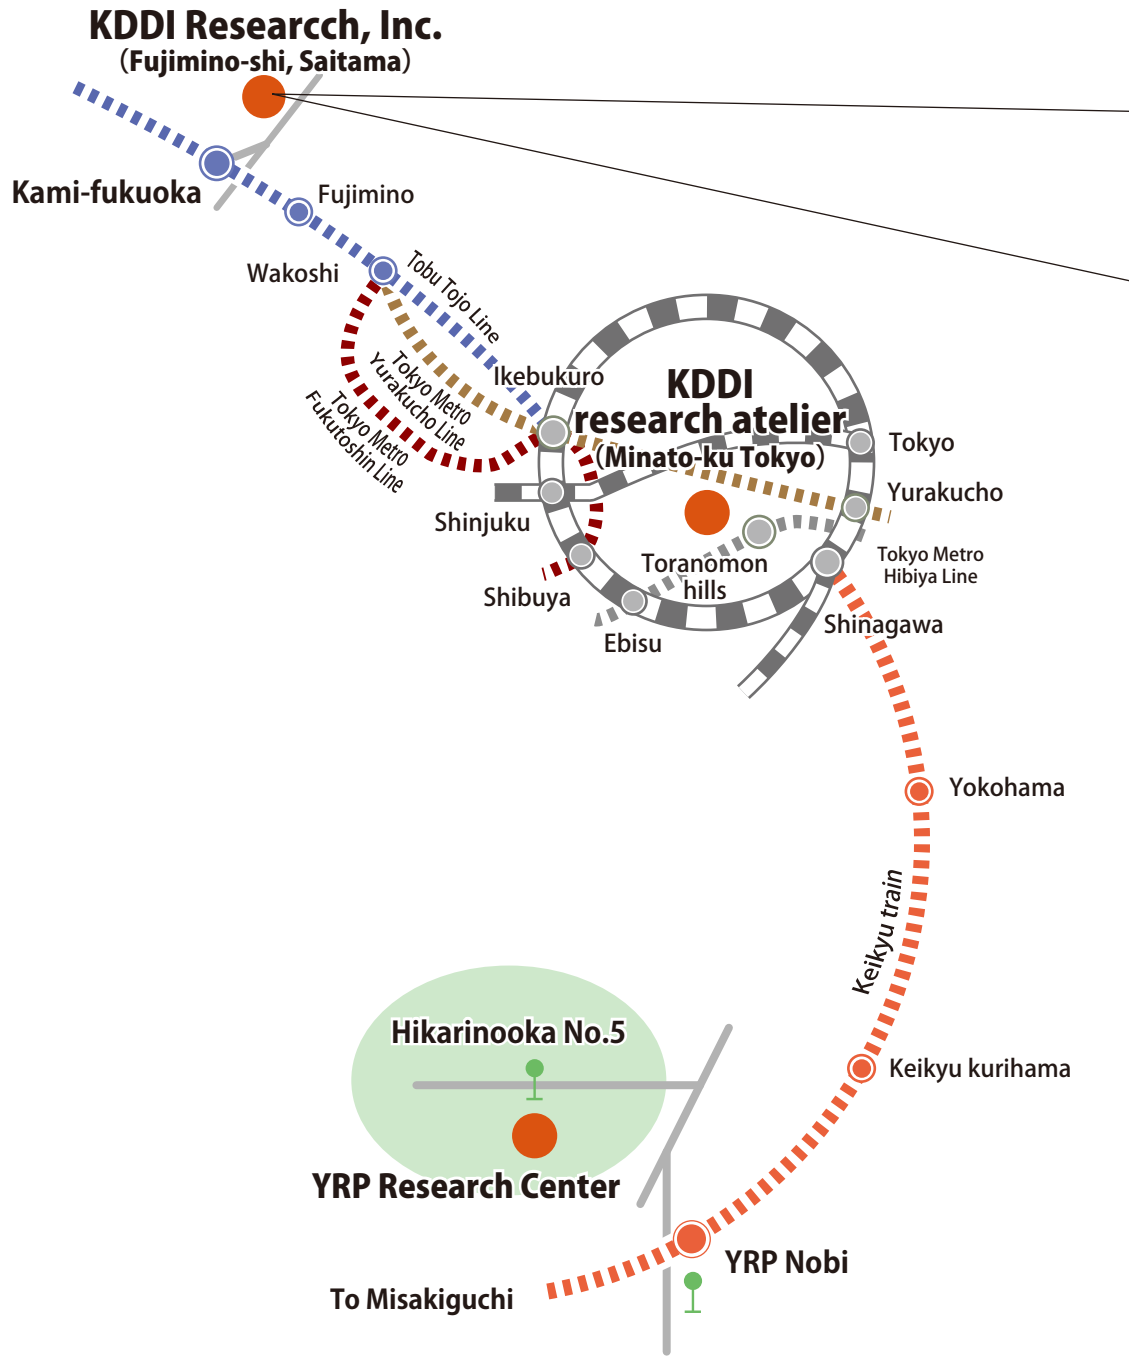 KDDI Researcch, Inc.
(Fujimino-shi, Saitama)
Kami-fukuoka
Fujimino
Wakoshi
Tobu Tojo Line
Tokyo Metro
Yurakucho Line
Tokyo Metro
Fukutoshin Line
Ikebukuro
KDDI
research atelier
(Minato-ku Tokyo)
Tokyo
Yurakucho
Shinjuku
Tokyo Metro
Hibiya Line
Toranomon
hills
Shibuya
Ebisu
Shinagawa
Yokohama
Keikyu train
Hikarinooka No.5
Keikyu kurihama
YRP Research Center
YRP Nobi
To Misakiguchi